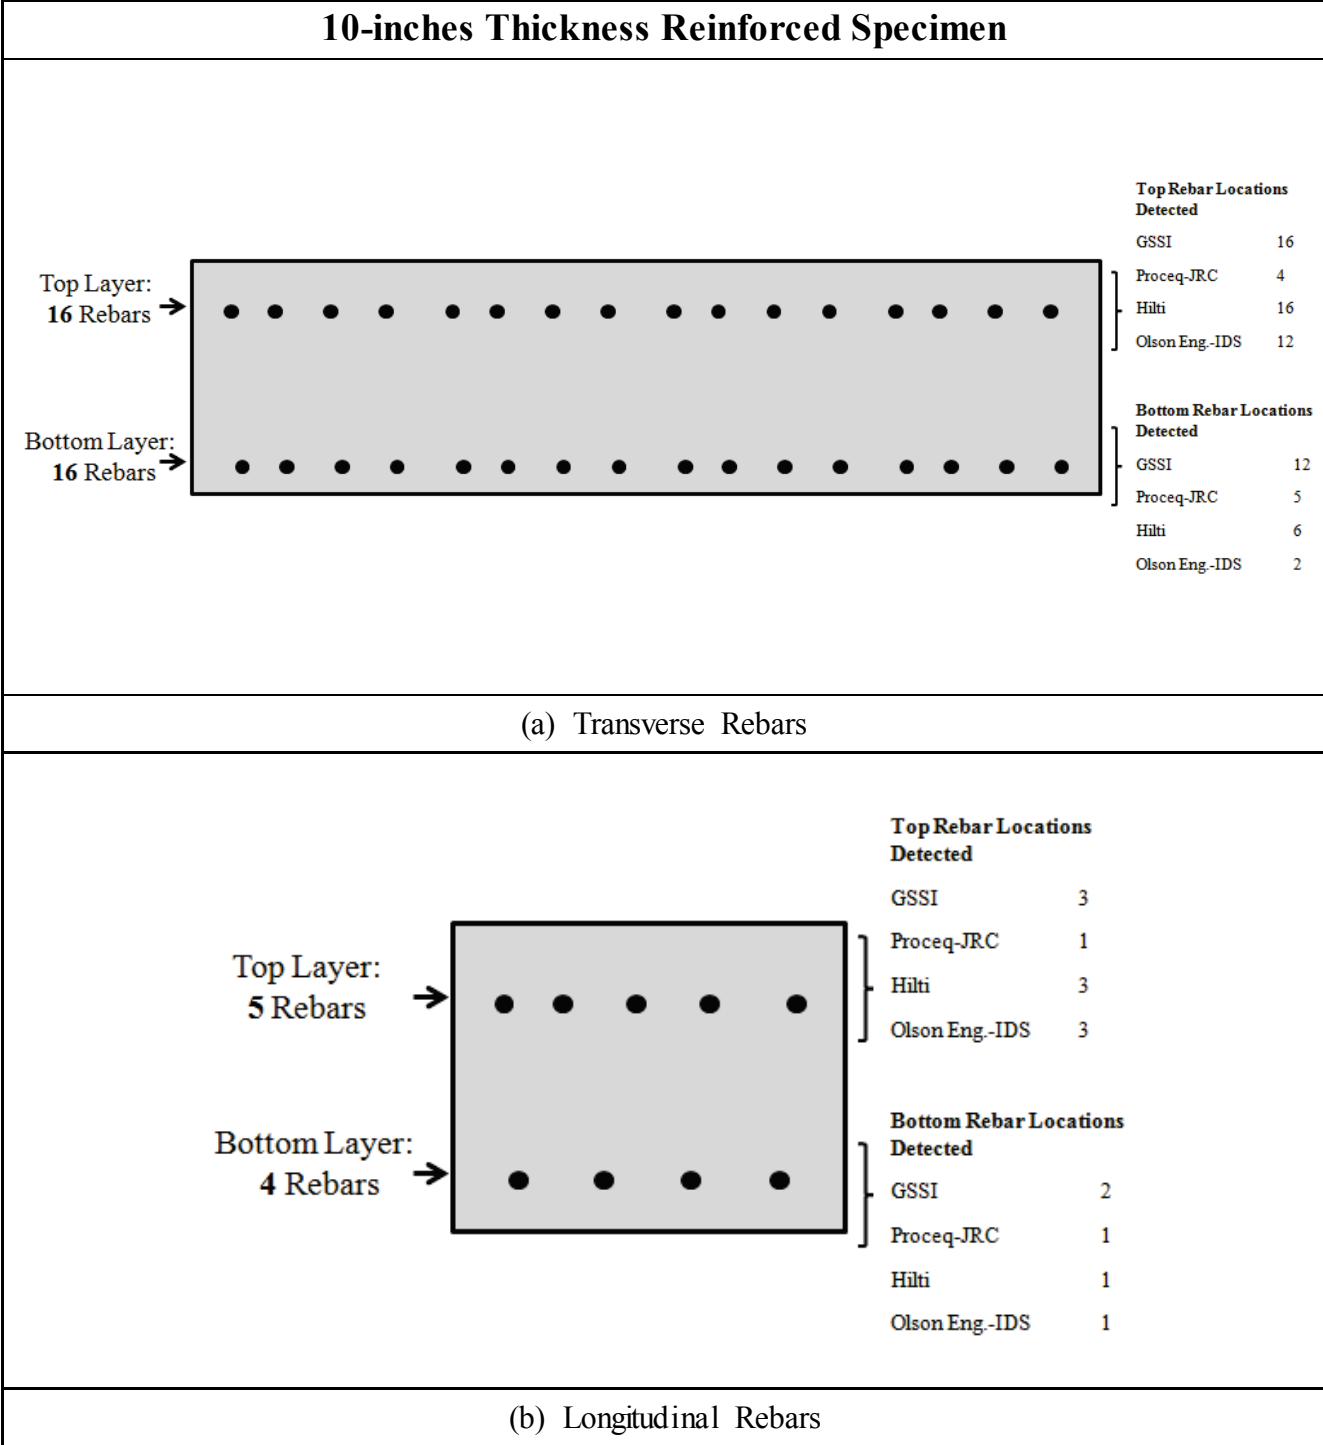 10-inches Thickness Reinforced Specimen
Top Layer:
16 Rebars
Top Rebar Locations
Detected
GSSI 16
Proceq-JRC 4
Hilti 16
Olson Eng.-IDS 12
Bottom Layer:
16 Rebars
Bottom Rebar Locations
Detected
GSSI 12
Proceq-JRC 5
Hilti 6
Olson Eng.-IDS 2
(a) Transverse Rebars
Top Layer:
5 Rebars
Top Rebar Locations
Detected
GSSI 3
Proceq-JRC 1
Hilti 3
Olson Eng.-IDS 3
Bottom Layer:
4 Rebars
Bottom Rebar Locations
Detected
GSSI 2
Proceq-JRC 1
Hilti 1
Olson Eng.-IDS 1
(b) Longitudinal Rebars